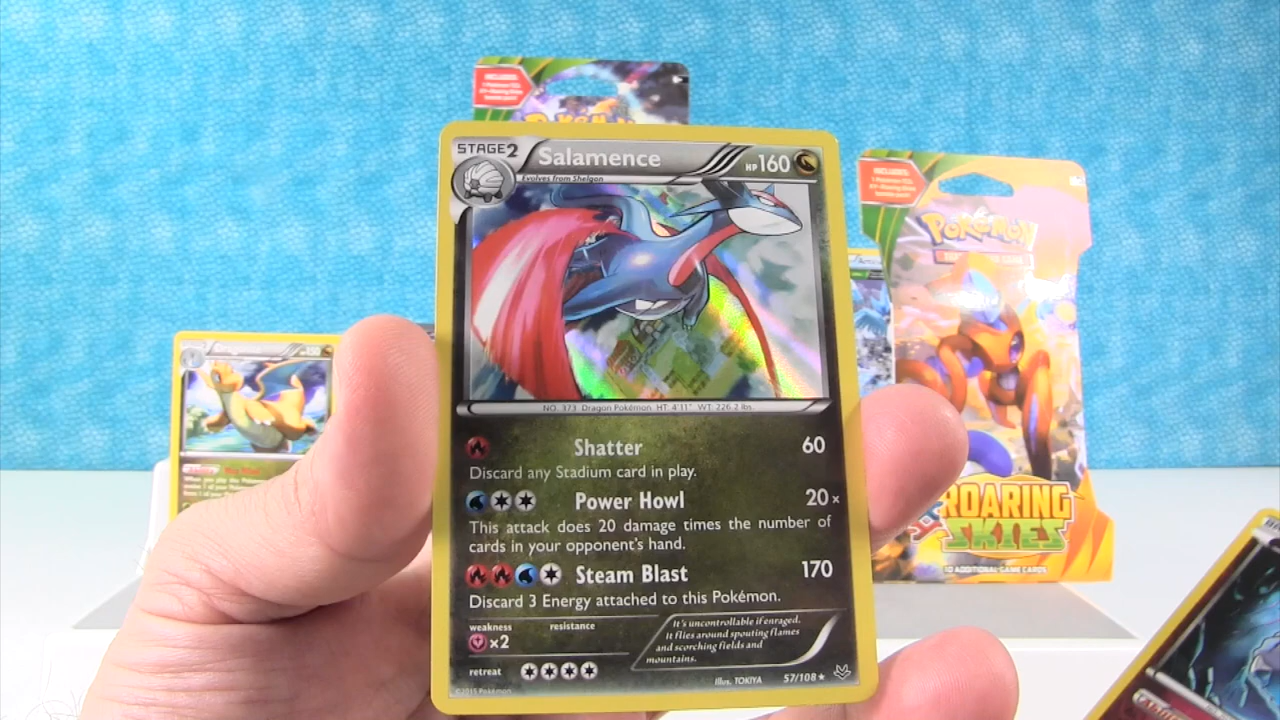 INCLUDES:
POKÉMON
STAGE2
Salamence
HP160
Evolves from Shelgon
NO. 373 Dragon Pokémon HT: 4'11" WT: 226.2 lbs.
Shatter 60
Discard any Stadium card in play.
Power Howl 20×
This attack does 20 damage times the number of
cards in your opponent's hand.
Steam Blast 170
Discard 3 Energy attached to this Pokémon.
weakness resistance
×2
It's uncontrollable if enraged.
It flies around spouting flames
and scorching fields and
mountains.
retreat
Illus. TOKIYA 57/108★
©2015 Pokémon
INCLUDES:
POKÉMON
ROARING
SKIES
10 ADDITIONAL GAME CARDS